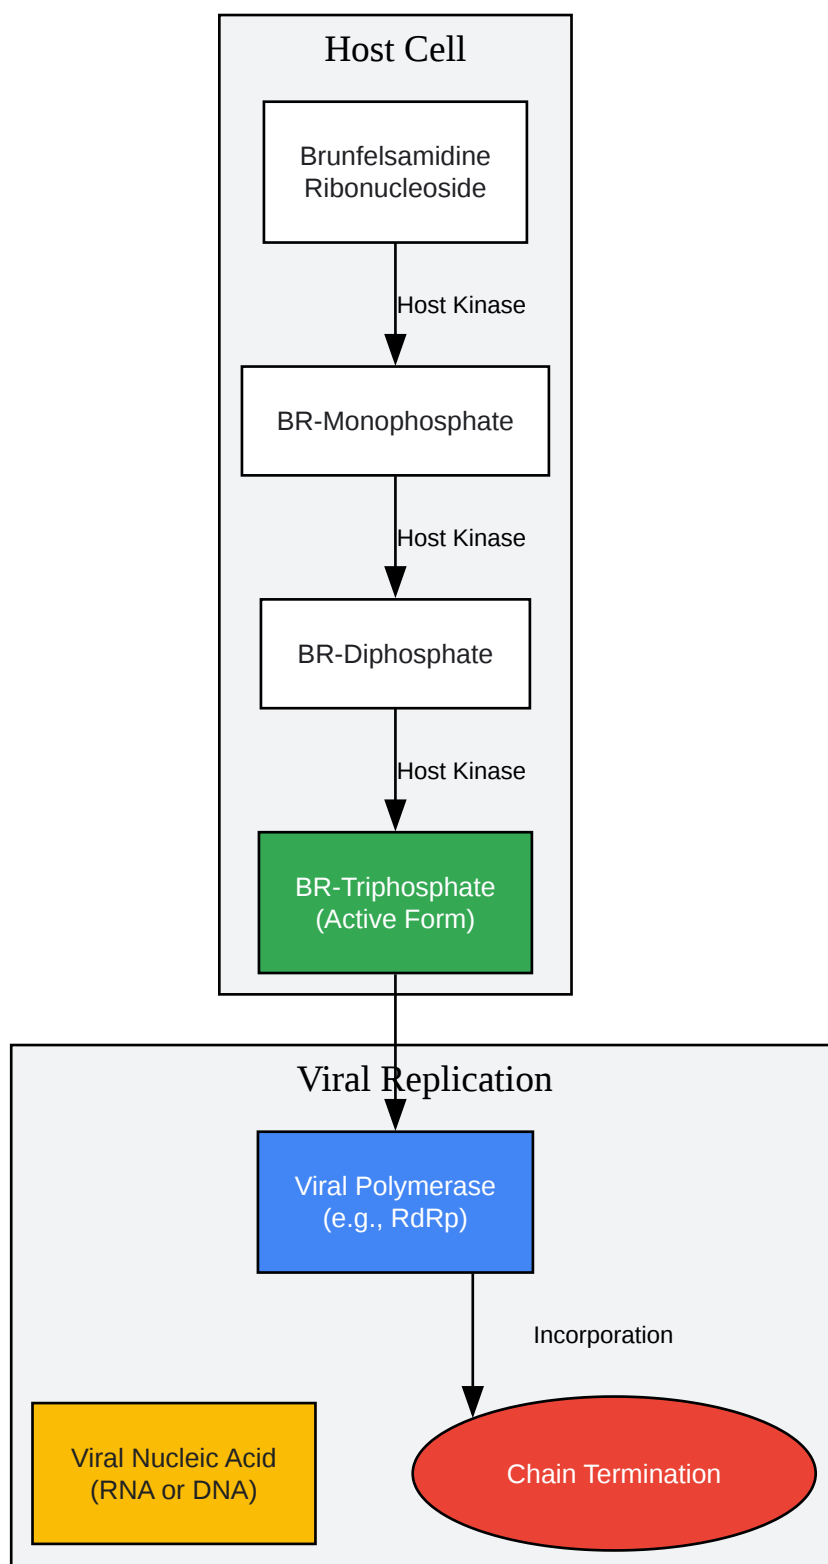 Host Cell
Brunfelsamidine
Ribonucleoside
Host Kinase
BR-Monophosphate
Host Kinase
BR-Diphosphate
Host Kinase
BR-Triphosphate
(Active Form)
Viral Replication
Viral Polymerase
(e.g., RdRp)
Incorporation
Viral Nucleic Acid
(RNA or DNA)
Chain Termination